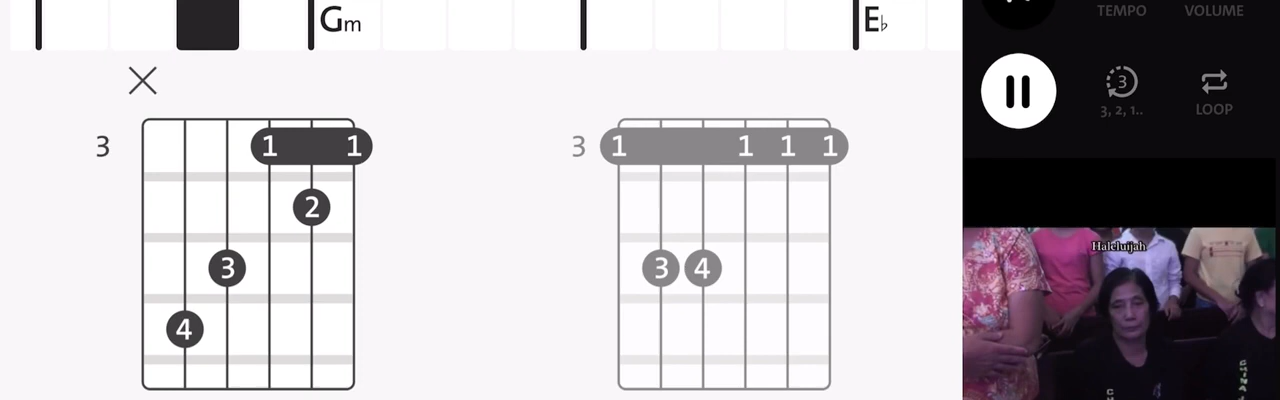 Gm
E♭
TEMPO
VOLUME
3
3, 2, 1..
LOOP
3
1 1
2
3
4
3
1 1 1 1
3 4
Haleluijah